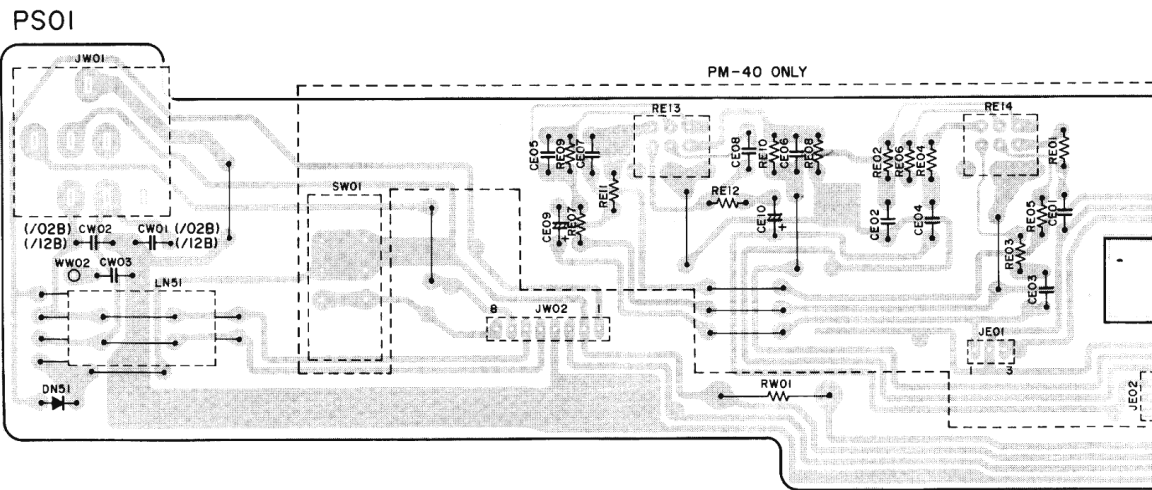 PS01
JW01
PM-40 ONLY
RE13
RE14
CE05
RE09
CE07
CE08
RE10
CE06
RE08
RE02
RE06
RE04
RE01
SW01
RE11
RE12
CE09
+
RE07
CE10
+
CE02
CE04
RE05
CE01
(/02B)
(/12B)
CW02
CW01
(/02B)
(/12B)
RE03
WW02
CW03
CE03
LN51
8
JW02
1
JE01
3
DN51
RW01
JE02